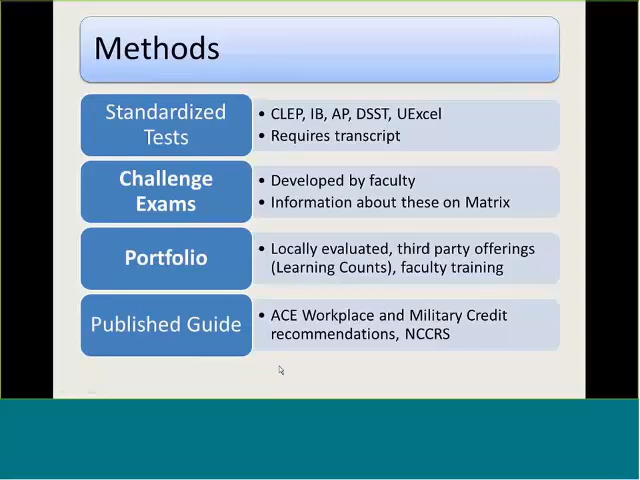 Methods
Standardized
Tests
• CLEP, IB, AP, DSST, UExcel
• Requires transcript
Challenge
Exams
• Developed by faculty
• Information about these on Matrix
Portfolio
• Locally evaluated, third party offerings
(Learning Counts), faculty training
Published Guide
• ACE Workplace and Military Credit
recommendations, NCCRS